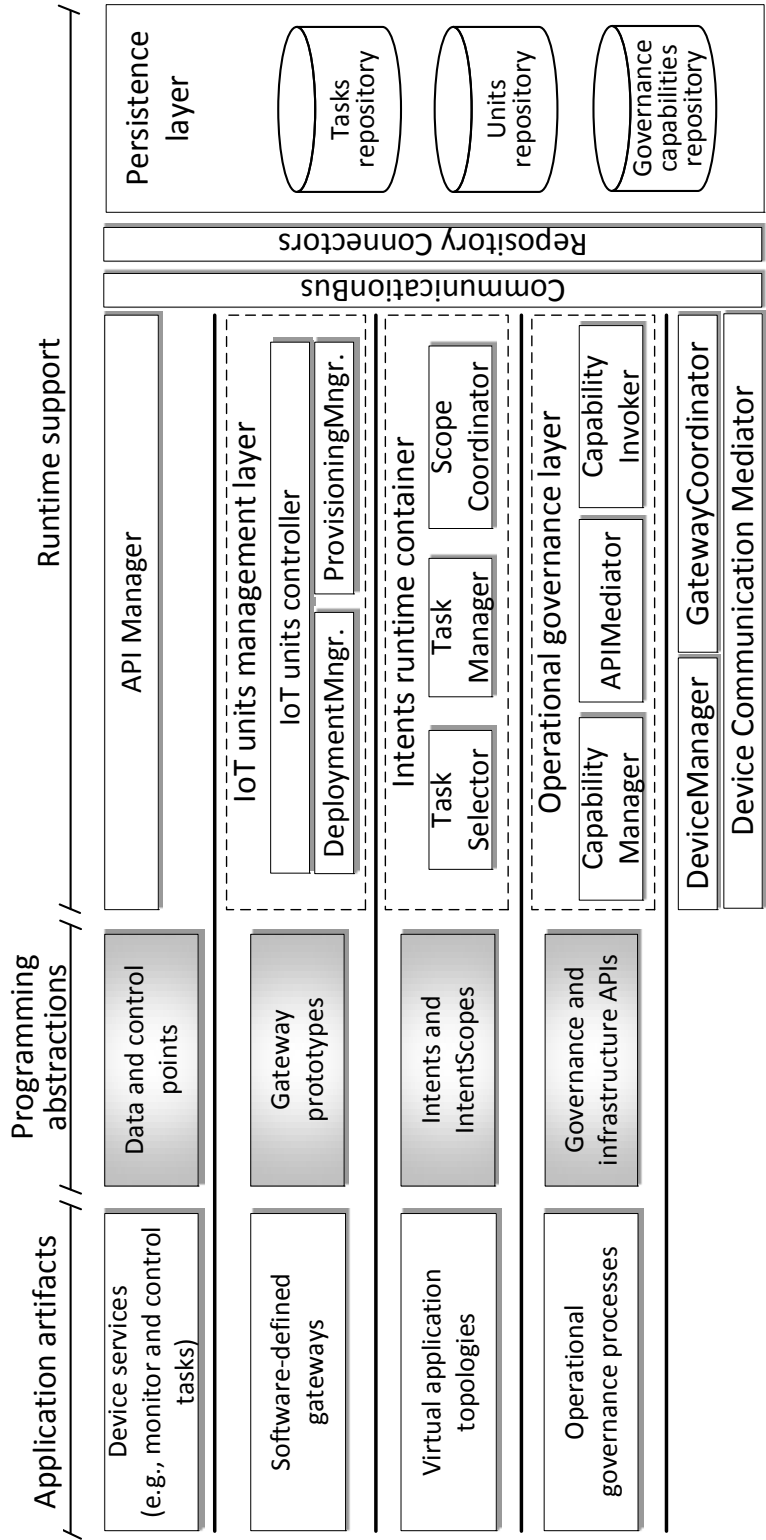 Application artifacts
Programming
abstractions
Runtime support
Device services
(e.g., monitor and control
tasks)
Data and control
points
API Manager
Software-defined
gateways
Gateway
prototypes
IoT units management layer
IoT units controller
DeploymentMngr.
ProvisioningMngr.
Virtual application
topologies
Intents and
IntentScopes
Intents runtime container
Task
Selector
Task
Manager
Scope
Coordinator
Operational
governance processes
Governance and
infrastructure APIs
Operational governance layer
Capability
Manager
APIMediator
Capability
Invoker
DeviceManager
GatewayCoordinator
Device Communication Mediator
CommunicationBus
Repository Connectors
Persistence
layer
Tasks
repository
Units
repository
Governance
capabilities
repository